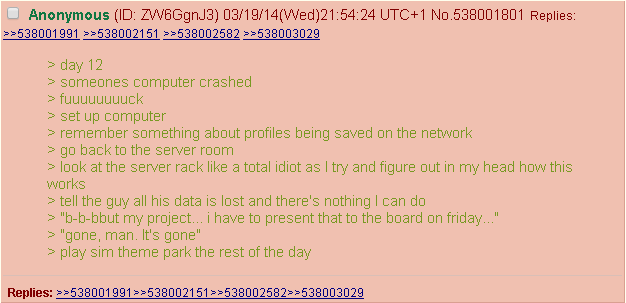 Anonymous (ID: ZW6GgnJ3) 03/19/14(Wed)21:54:24 UTC+1 No.538001801 Replies:
>>538001991 >>538002151 >>538002582 >>538003029
> day 12
> someones computer crashed
> fuuuuuuuuck
> set up computer
> remember something about profiles being saved on the network
> go back to the server room
> look at the server rack like a total idiot as I try and figure out in my head how this
works
> tell the guy all his data is lost and there's nothing I can do
> "b-b-bbut my project... i have to present that to the board on friday..."
> "gone, man. It's gone"
> play sim theme park the rest of the day
Replies: >>538001991>>538002151>>538002582>>538003029